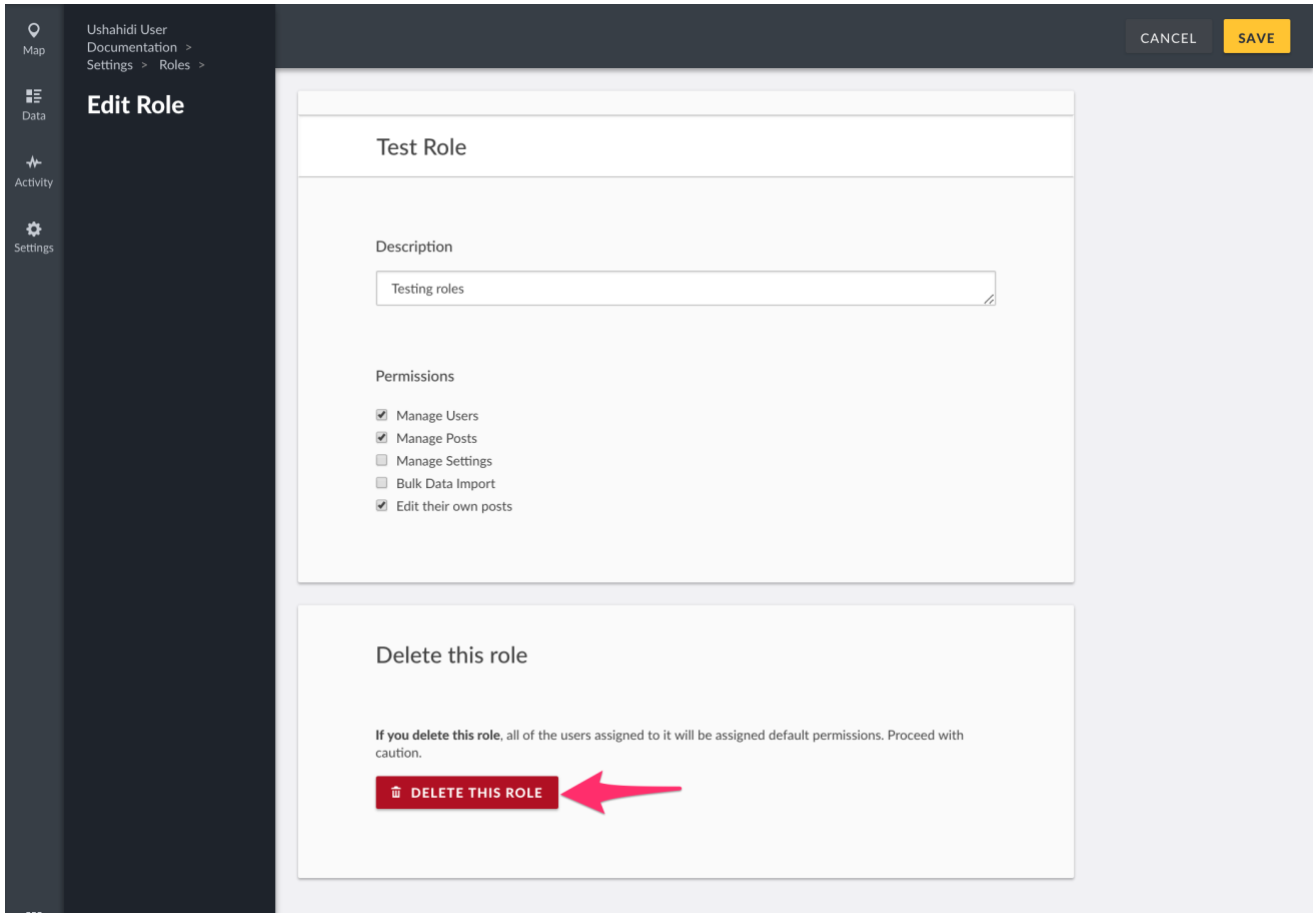 Map
Data
Activity
Settings
Ushahidi User
Documentation >
Settings > Roles >
Edit Role
CANCEL
SAVE
Test Role
Description
Testing roles
Permissions
Manage Users
Manage Posts
Manage Settings
Bulk Data Import
Edit their own posts
Delete this role
If you delete this role, all of the users assigned to it will be assigned default permissions. Proceed with
caution.
DELETE THIS ROLE